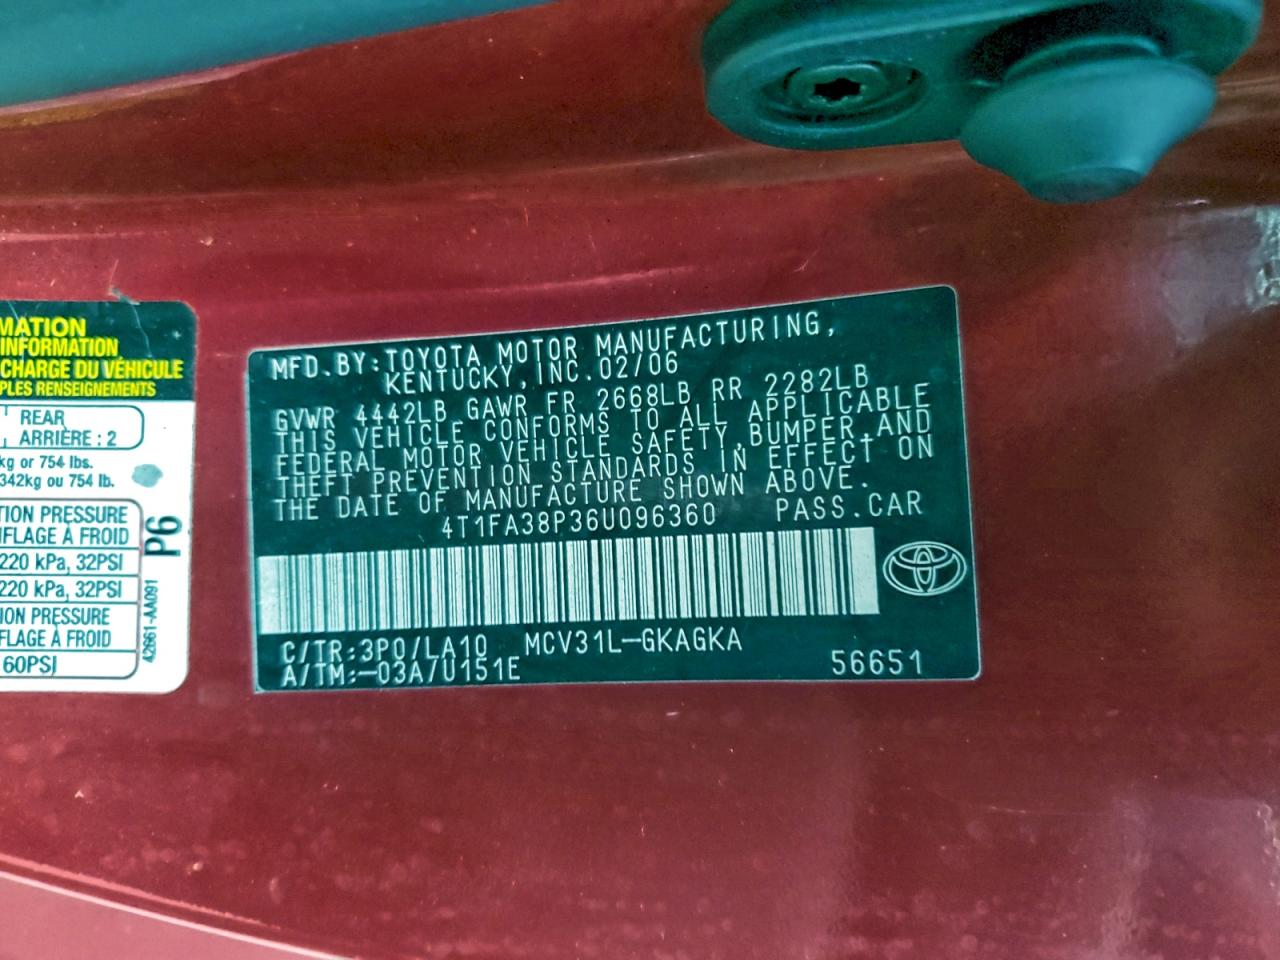 MATION
INFORMATION
CHARGE DU VÉHICULE
PLES RENSEIGNEMENTS
REAR
ARRIÈRE : 2
kg or 754 lbs.
342kg ou 754 lb.
TION PRESSURE
NFLAGE À FROID
220 kPa, 32PSI
220 kPa, 32PSI
ION PRESSURE
FLAGE À FROID
60PSI
P6
42661-AA091
MFD.BY:TOYOTA MOTOR MANUFACTURING,
KENTUCKY,INC.02/06
GVWR 4442LB GAWR FR 2668LB RR 2282LB
THIS VEHICLE CONFORMS TO ALL APPLICABLE
FEDERAL MOTOR VEHICLE SAFETY,BUMPER,AND
THEFT PREVENTION STANDARDS IN EFFECT ON
THE DATE OF MANUFACTURE SHOWN ABOVE.
4T1FA38P36U096360 PASS.CAR
C/TR:3P0/LA10 MCV31L-GKAGKA
A/TM:-03A/U151E 56651